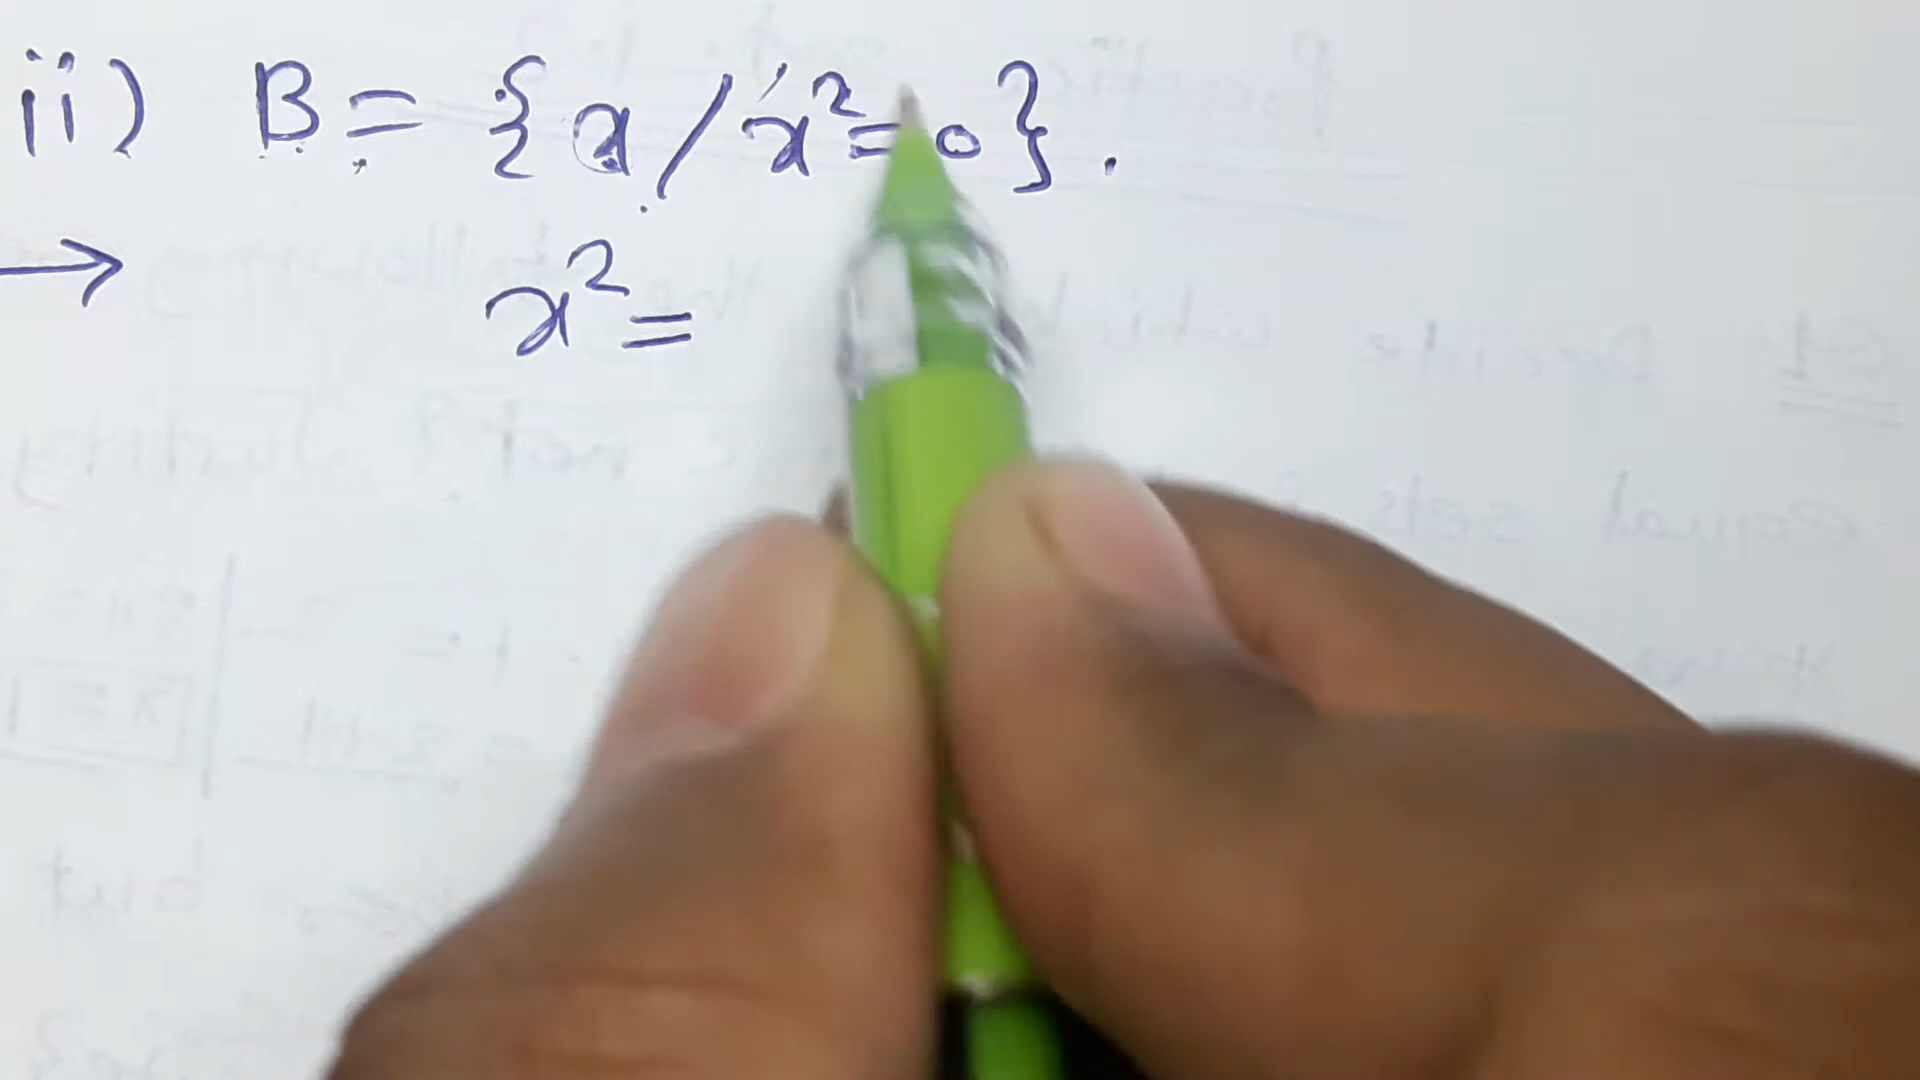 ii) B = {x / x² = 0}.
→ x² =